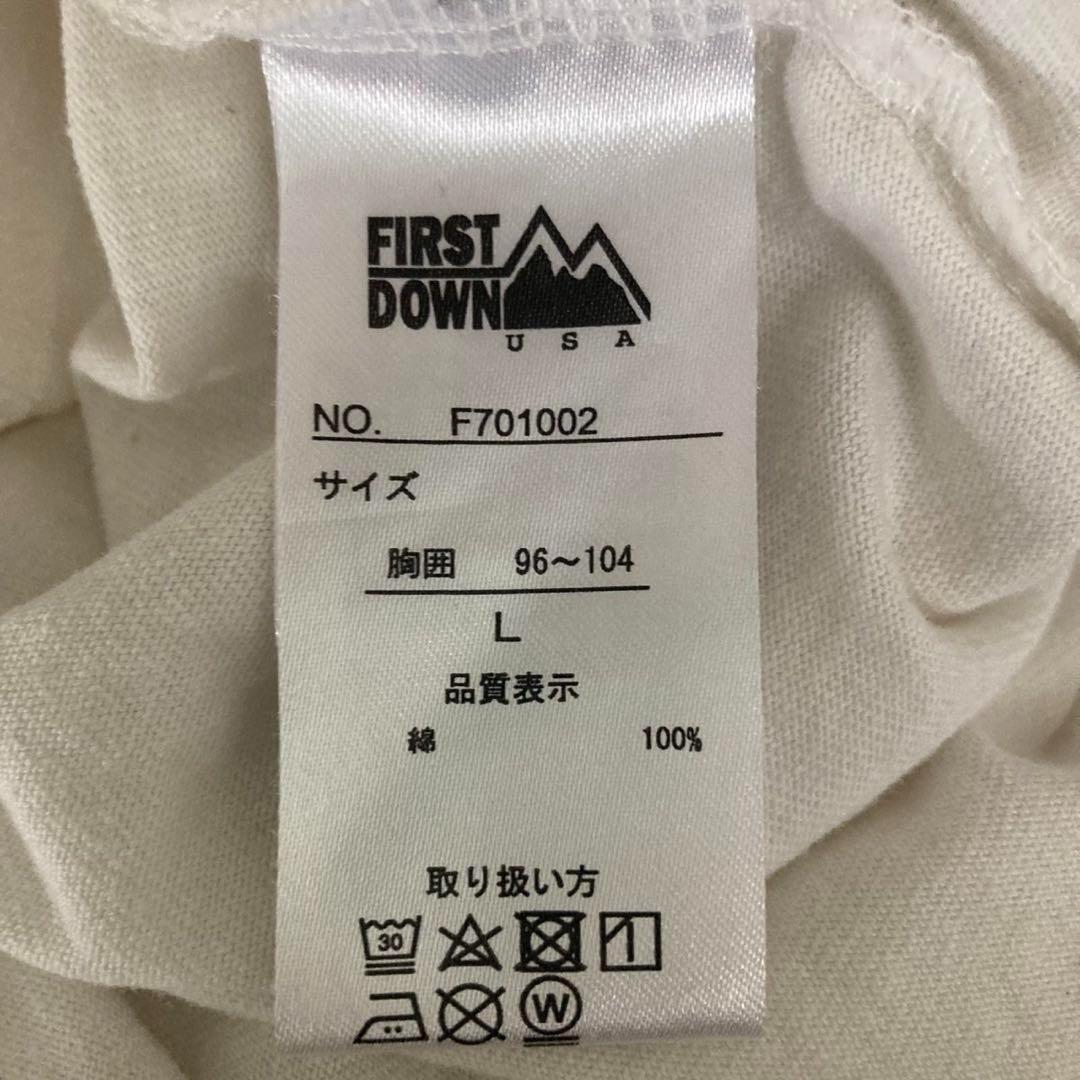 FIRST
DOWN
USA
NO. F701002
サイズ
胸囲 96～104
L
品質表示
綿 100%
取り扱い方
30
W